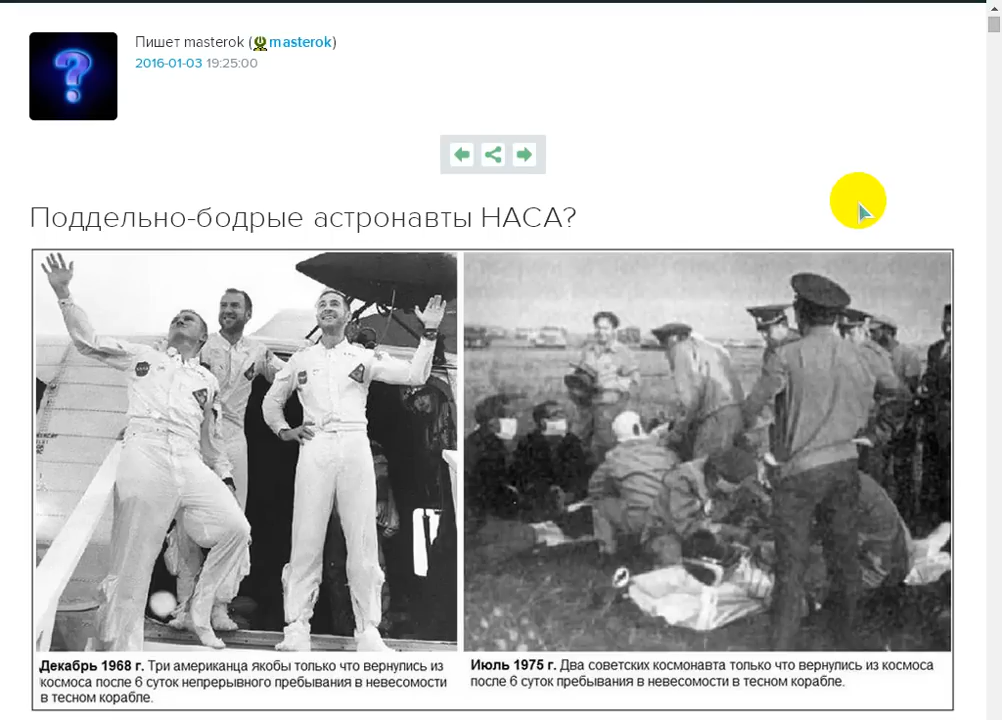 Пишет masterok (masterok)
2016-01-03 19:25:00
Поддельно-бодрые астронавты НАСА?
Декабрь 1968 г. Три американца якобы только что вернулись из
космоса после 6 суток непрерывного пребывания в невесомости
в тесном корабле.
Июль 1975 г. Два советских космонавта только что вернулись из космоса
после 6 суток пребывания в невесомости в тесном корабле.